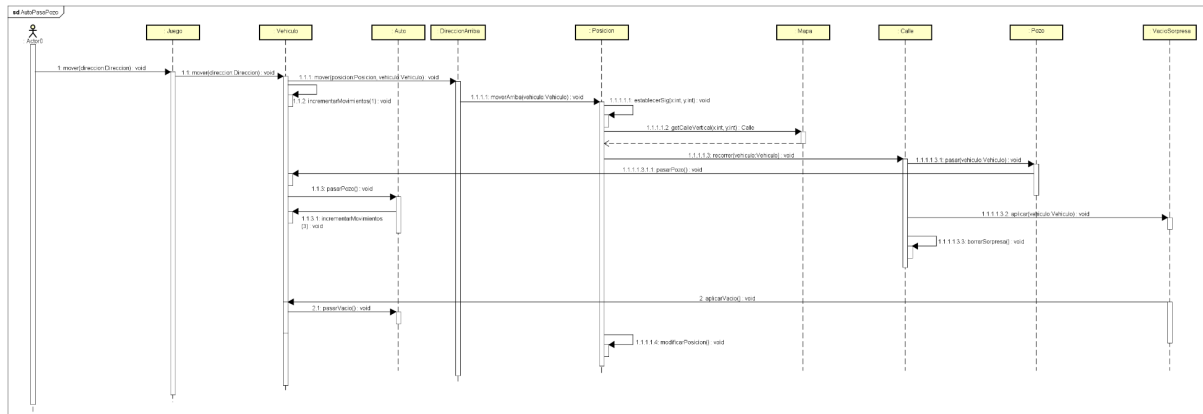 sd AutoPasaPozo
Actor0
Juego
Vehiculo
Auto
DireccionArriba
: Posicion
Mapa
Calle
Pozo
VacioSorpresa
1: mover(direccion:Direccion) : void
1.1: mover(direccion:Direccion) : void
1.1.1: mover(posicion:Posicion, vehiculo:Vehiculo) : void
1.1.2: incrementarMovimientos(1) : void
1.1.1.1: moverArriba(vehiculo:Vehiculo) : void
1.1.1.1.1: establecerSig(x:int, y:int) : void
1.1.1.1.2: getCalleVertical(x:int, y:int) : Calle
1.1.1.1.3: recorrer(vehiculo:Vehiculo) : void
1.1.1.1.3.1: pasar(vehiculo:Vehiculo) : void
1.1.1.1.3.1.1: pasarPozo() : void
1.1.3: pasarPozo() : void
1.1.3.1: incrementarMovimientos
(3) : void
1.1.1.1.3.2: aplicar(vehiculo:Vehiculo) : void
1.1.1.1.3.3: borrarSorpresa() : void
2: aplicarVacio() : void
2.1: pasarVacio() : void
1.1.1.1.4: modificarPosicion() : void